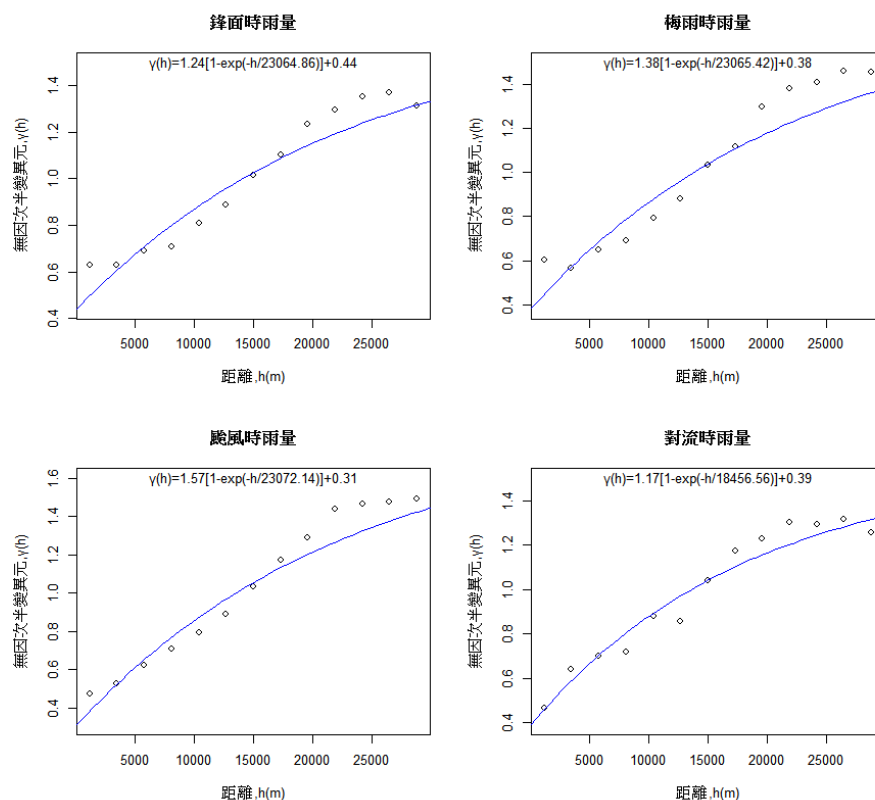 鋒面時雨量
γ(h)=1.24[1-exp(-h/23064.86)]+0.44
無因次半變異元,γ(h)
1.4
1.2
1.0
0.8
0.6
0.4
5000 10000 15000 20000 25000
距離,h(m)
梅雨時雨量
γ(h)=1.38[1-exp(-h/23065.42)]+0.38
無因次半變異元,γ(h)
1.4
1.2
1.0
0.8
0.6
0.4
5000 10000 15000 20000 25000
距離,h(m)
颱風時雨量
γ(h)=1.57[1-exp(-h/23072.14)]+0.31
無因次半變異元,γ(h)
1.6
1.4
1.2
1.0
0.8
0.6
0.4
5000 10000 15000 20000 25000
距離,h(m)
對流時雨量
γ(h)=1.17[1-exp(-h/18456.56)]+0.39
無因次半變異元,γ(h)
1.4
1.2
1.0
0.8
0.6
0.4
5000 10000 15000 20000 25000
距離,h(m)